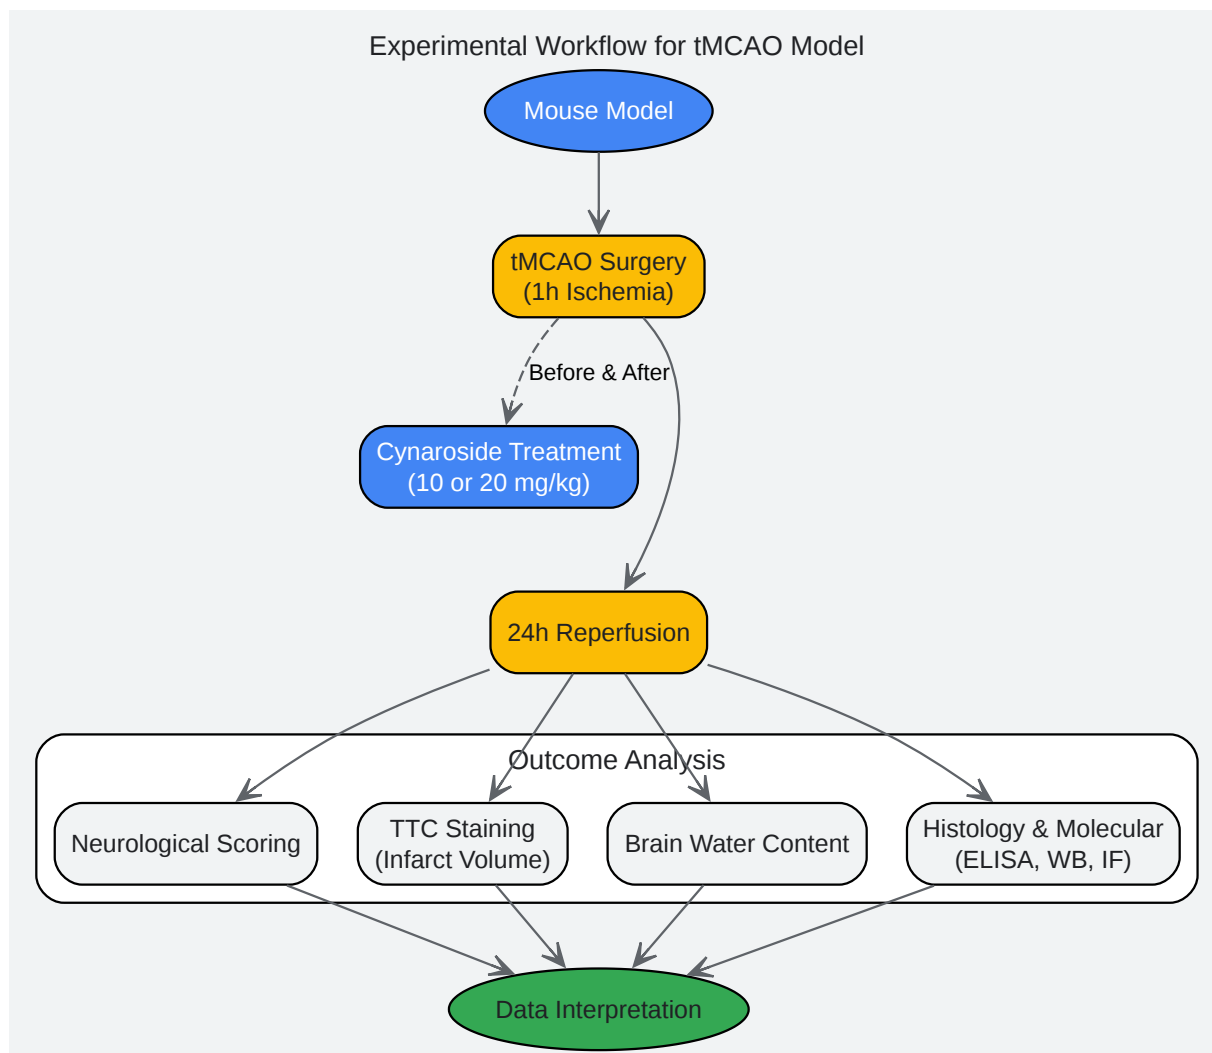 Experimental Workflow for tMCAO Model
Mouse Model
tMCAO Surgery
(1h Ischemia)
Before & After
Cynaroside Treatment
(10 or 20 mg/kg)
24h Reperfusion
Outcome Analysis
Neurological Scoring
TTC Staining
(Infarct Volume)
Brain Water Content
Histology & Molecular
(ELISA, WB, IF)
Data Interpretation